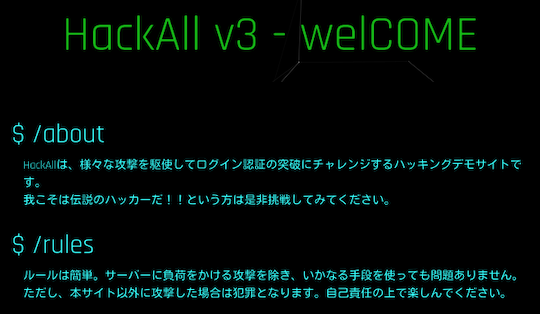 HackAll v3 - welCOME
$ /about
HackAllは、様々な攻撃を駆使してログイン認証の突破にチャレンジするハッキングデモサイトで
す。
我こそは伝説のハッカーだ！！という方は是非挑戦してみてください。
$ /rules
ルールは簡単。サーバーに負荷をかける攻撃を除き、いかなる手段を使っても問題ありません。
ただし、本サイト以外に攻撃した場合は犯罪となります。自己責任の上で楽しんでください。